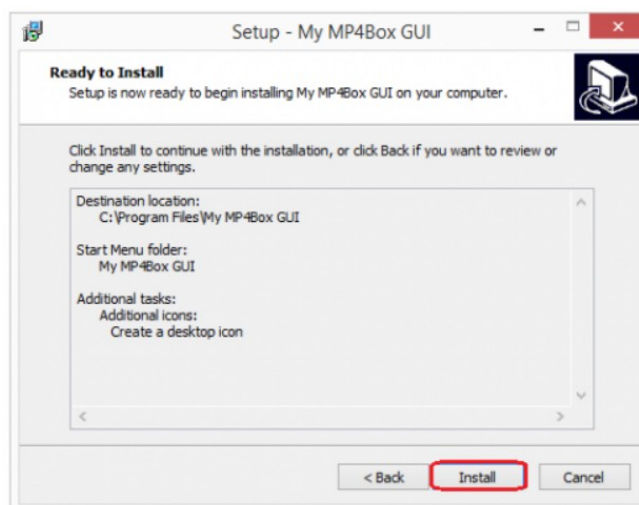 Setup - My MP4Box GUI
Ready to Install
Setup is now ready to begin installing My MP4Box GUI on your computer.
Click Install to continue with the installation, or click Back if you want to review or
change any settings.
Destination location:
C:\Program Files\My MP4Box GUI
Start Menu folder:
My MP4Box GUI
Additional tasks:
Additional icons:
Create a desktop icon
< Back Install Cancel